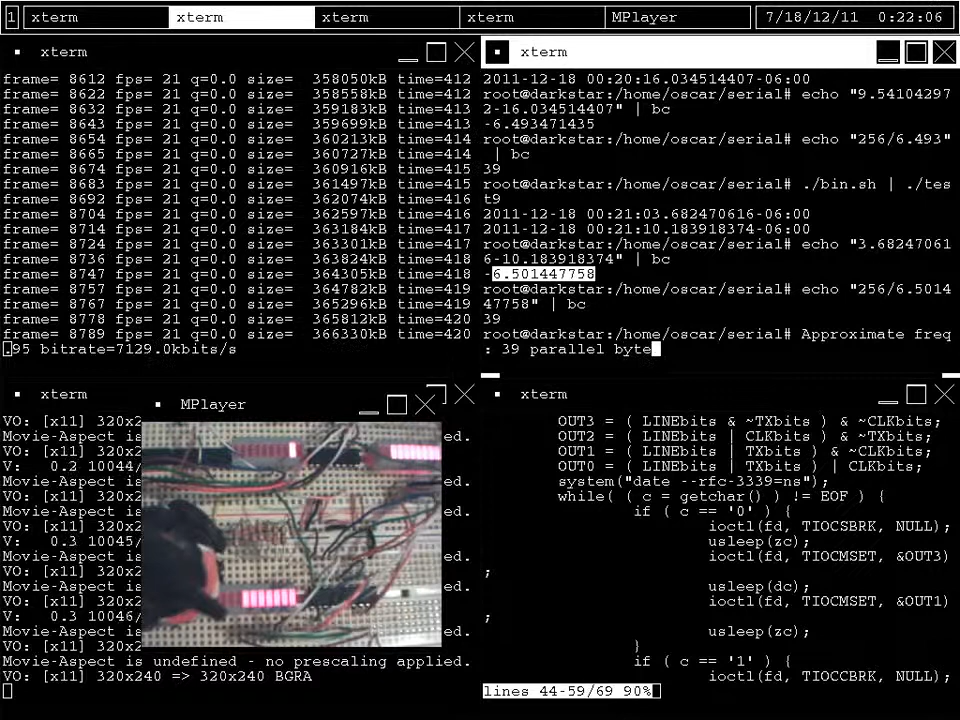 1 xterm xterm xterm xterm MPlayer 7/18/12/11 0:22:06
xterm
frame= 8612 fps= 21 q=0.0 size= 358050kB time=412
frame= 8622 fps= 21 q=0.0 size= 358558kB time=412
frame= 8632 fps= 21 q=0.0 size= 359183kB time=413
frame= 8643 fps= 21 q=0.0 size= 359699kB time=413
frame= 8654 fps= 21 q=0.0 size= 360213kB time=414
frame= 8665 fps= 21 q=0.0 size= 360727kB time=414
frame= 8674 fps= 21 q=0.0 size= 360916kB time=415
frame= 8683 fps= 21 q=0.0 size= 361497kB time=415
frame= 8692 fps= 21 q=0.0 size= 362074kB time=416
frame= 8704 fps= 21 q=0.0 size= 362597kB time=416
frame= 8714 fps= 21 q=0.0 size= 363184kB time=417
frame= 8724 fps= 21 q=0.0 size= 363301kB time=417
frame= 8736 fps= 21 q=0.0 size= 363824kB time=418
frame= 8747 fps= 21 q=0.0 size= 364305kB time=418
frame= 8757 fps= 21 q=0.0 size= 364782kB time=419
frame= 8767 fps= 21 q=0.0 size= 365296kB time=419
frame= 8778 fps= 21 q=0.0 size= 365812kB time=420
frame= 8789 fps= 21 q=0.0 size= 366330kB time=420
.95 bitrate=7129.0kbits/s
xterm
2011-12-18 00:20:16.034514407-06:00
root@darkstar:/home/oscar/serial# echo "9.54104297
2-16.034514407" | bc
-6.493471435
root@darkstar:/home/oscar/serial# echo "256/6.493"
 | bc
39
root@darkstar:/home/oscar/serial# ./bin.sh | ./tes
t9
2011-12-18 00:21:03.682470616-06:00
2011-12-18 00:21:10.183918374-06:00
root@darkstar:/home/oscar/serial# echo "3.68247061
6-10.183918374" | bc
-6.501447758
root@darkstar:/home/oscar/serial# echo "256/6.5014
47758" | bc
39
root@darkstar:/home/oscar/serial# Approximate freq
: 39 parallel byte
xterm
VO: [x11] 320x2
Movie-Aspect is ed.
VO: [x11] 320x2
V: 0.2 10044/
Movie-Aspect is ed.
VO: [x11] 320x2
Movie-Aspect is ed.
VO: [x11] 320x2
V: 0.3 10045/
Movie-Aspect is ed.
VO: [x11] 320x2
Movie-Aspect is ed.
VO: [x11] 320x2
V: 0.3 10046/
Movie-Aspect is ed.
VO: [x11] 320x2
Movie-Aspect is undefined - no prescaling applied.
VO: [x11] 320x240 => 320x240 BGRA
MPlayer
xterm
OUT3 = ( LINEbits & ~TXbits ) & ~CLKbits;
OUT2 = ( LINEbits | CLKbits ) & ~TXbits;
OUT1 = ( LINEbits | TXbits ) & ~CLKbits;
OUT0 = ( LINEbits | TXbits ) | CLKbits;
system("date --rfc-3339=ns");
while( ( c = getchar() ) != EOF ) {
if ( c == '0' ) {
ioctl(fd, TIOCSBRK, NULL);
usleep(zc);
ioctl(fd, TIOCMSET, &OUT3)
;
usleep(dc);
ioctl(fd, TIOCMSET, &OUT1)
;
usleep(zc);
}
if ( c == '1' ) {
ioctl(fd, TIOCCBRK, NULL);
lines 44-59/69 90%